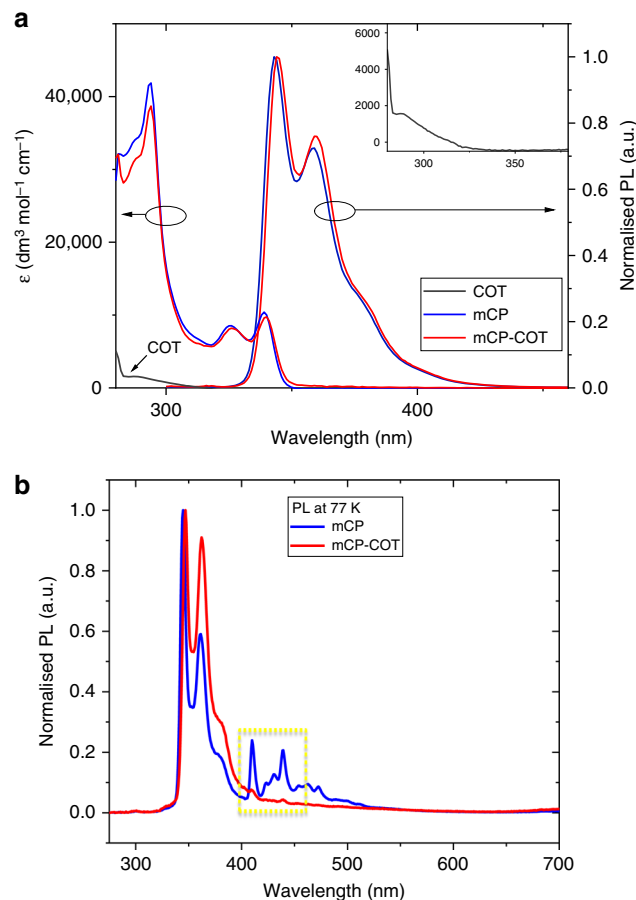 a
6000
4000
2000
0
300
350
40,000
20,000
0
ε (dm³ mol⁻¹ cm⁻¹)
1.0
0.8
0.6
0.4
0.2
0.0
Normalised PL (a.u.)
COT
mCP
mCP-COT
COT
300
400
Wavelength (nm)
b
PL at 77 K
mCP
mCP-COT
1.0
0.8
0.6
0.4
0.2
0.0
Normalised PL (a.u.)
300
400
500
600
700
Wavelength (nm)